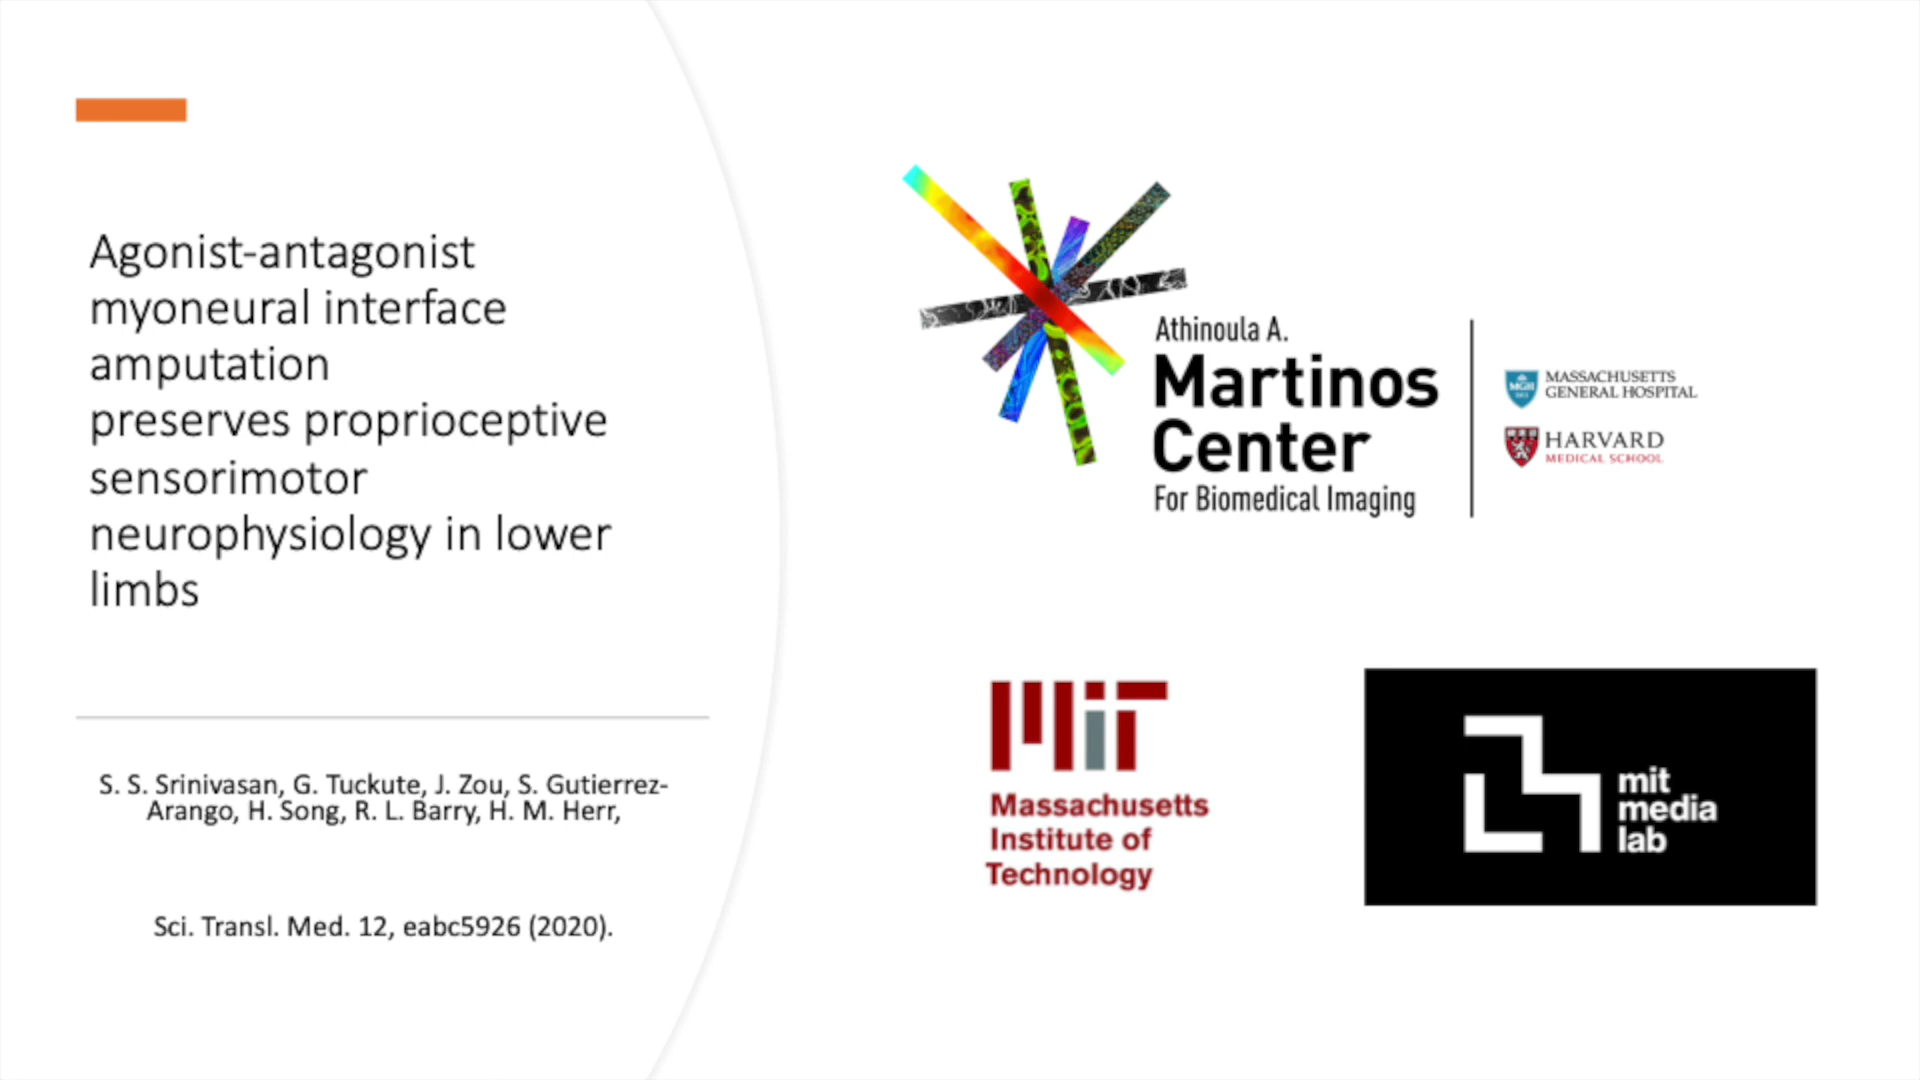 Agonist-antagonist
myoneural interface
amputation
preserves proprioceptive
sensorimotor
neurophysiology in lower
limbs
S. S. Srinivasan, G. Tuckute, J. Zou, S. Gutierrez-
Arango, H. Song, R. L. Barry, H. M. Herr,
Sci. Transl. Med. 12, eabc5926 (2020).
Athinoula A.
Martinos
Center
For Biomedical Imaging
MGH
MASSACHUSETTS
GENERAL HOSPITAL
HARVARD
MEDICAL SCHOOL
MIT
Massachusetts
Institute of
Technology
mit
media
lab